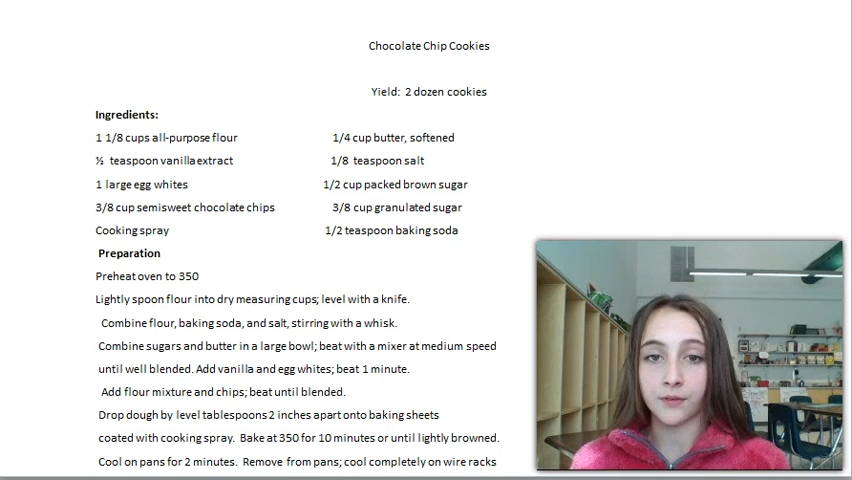 Chocolate Chip Cookies
Yield: 2 dozen cookies
Ingredients:
1 1/8 cups all-purpose flour 1/4 cup butter, softened
½ teaspoon vanilla extract 1/8 teaspoon salt
1 large egg whites 1/2 cup packed brown sugar
3/8 cup semisweet chocolate chips 3/8 cup granulated sugar
Cooking spray 1/2 teaspoon baking soda
Preparation
Preheat oven to 350
Lightly spoon flour into dry measuring cups; level with a knife.
Combine flour, baking soda, and salt, stirring with a whisk.
Combine sugars and butter in a large bowl; beat with a mixer at medium speed
until well blended. Add vanilla and egg whites; beat 1 minute.
Add flour mixture and chips; beat until blended.
Drop dough by level tablespoons 2 inches apart onto baking sheets
coated with cooking spray. Bake at 350 for 10 minutes or until lightly browned.
Cool on pans for 2 minutes. Remove from pans; cool completely on wire racks